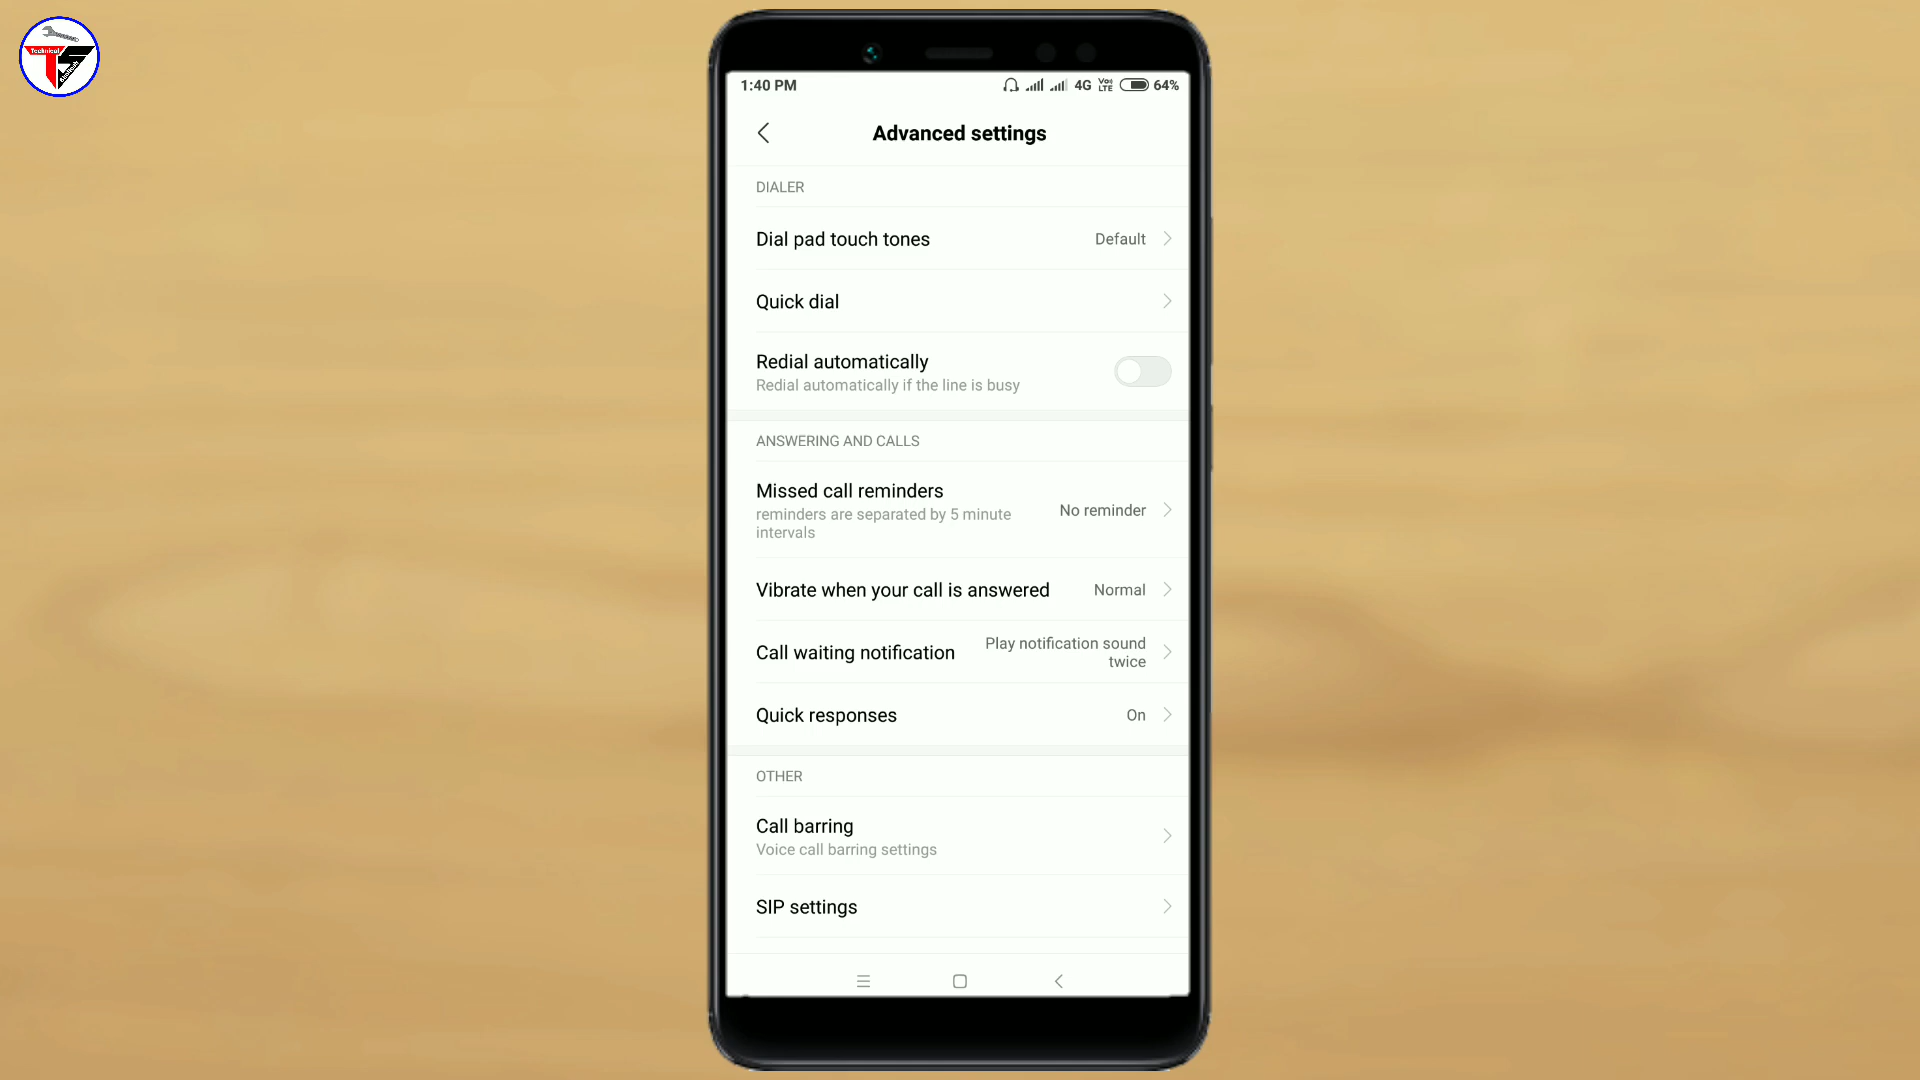 Technical
1:40 PM
4G
Vo))
LTE
64%
Advanced settings
DIALER
Dial pad touch tones
Default
Quick dial
Redial automatically
Redial automatically if the line is busy
ANSWERING AND CALLS
Missed call reminders
reminders are separated by 5 minute
intervals
No reminder
Vibrate when your call is answered
Normal
Call waiting notification
Play notification sound
twice
Quick responses
On
OTHER
Call barring
Voice call barring settings
SIP settings